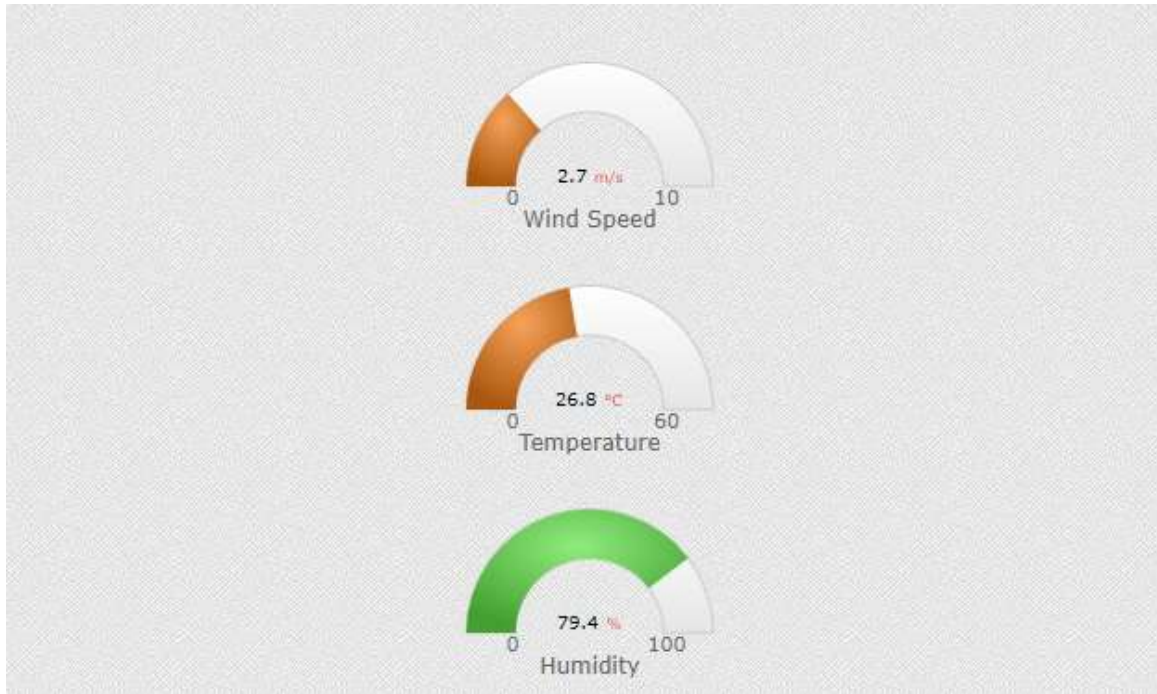 2.7 m/s
0 10
Wind Speed
26.8 °C
0 60
Temperature
79.4 %
0 100
Humidity